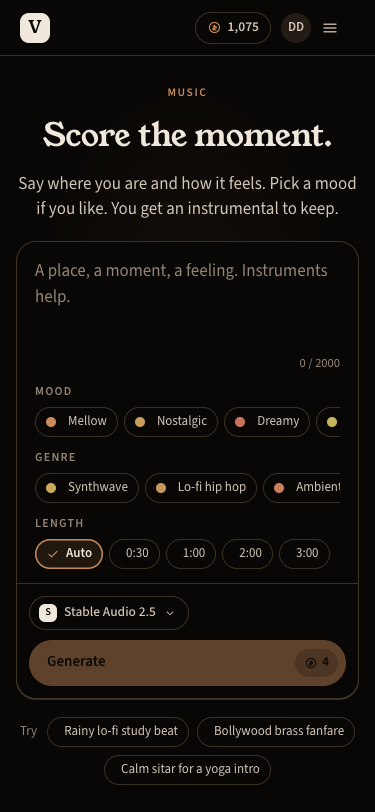 V
1,075
DD
MUSIC
Score the moment.
Say where you are and how it feels. Pick a mood
if you like. You get an instrumental to keep.
A place, a moment, a feeling. Instruments
help.
0 / 2000
MOOD
Mellow Nostalgic Dreamy
GENRE
Synthwave Lo-fi hip hop Ambient
LENGTH
Auto 0:30 1:00 2:00 3:00
S Stable Audio 2.5
Generate 4
Try Rainy lo-fi study beat Bollywood brass fanfare
Calm sitar for a yoga intro